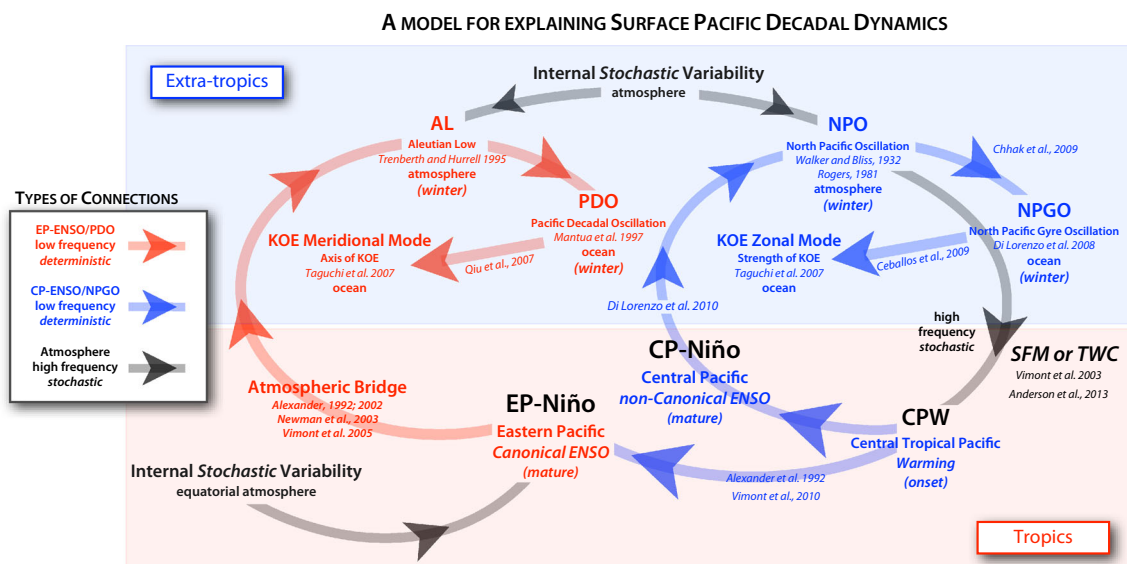 A MODEL FOR EXPLAINING SURFACE PACIFIC DECADAL DYNAMICS
Extra-tropics
Internal Stochastic Variability
atmosphere
AL
Aleutian Low
Trenberth and Hurrell 1995
atmosphere
(winter)
NPO
North Pacific Oscillation
Walker and Bliss, 1932
Rogers, 1981
atmosphere
(winter)
Chhak et al., 2009
PDO
Pacific Decadal Oscillation
Mantua et al. 1997
ocean
(winter)
NPGO
North Pacific Gyre Oscillation
Di Lorenzo et al. 2008
ocean
(winter)
KOE Meridional Mode
Axis of KOE
Taguchi et al. 2007
ocean
Qiu et al., 2007
KOE Zonal Mode
Strength of KOE
Taguchi et al. 2007
ocean
Ceballos et al., 2009
TYPES OF CONNECTIONS
EP-ENSO/PDO
low frequency
deterministic
CP-ENSO/NPGO
low frequency
deterministic
Atmosphere
high frequency
stochastic
Di Lorenzo et al. 2010
high
frequency
stochastic
SFM or TWC
Vimont et al. 2003
Anderson et al., 2013
CP-Niño
Central Pacific
non-Canonical ENSO
(mature)
Atmospheric Bridge
Alexander, 1992; 2002
Newman et al., 2003
Vimont et al. 2005
EP-Niño
Eastern Pacific
Canonical ENSO
(mature)
CPW
Central Tropical Pacific
Warming
(onset)
Alexander et al. 1992
Vimont et al., 2010
Internal Stochastic Variability
equatorial atmosphere
Tropics